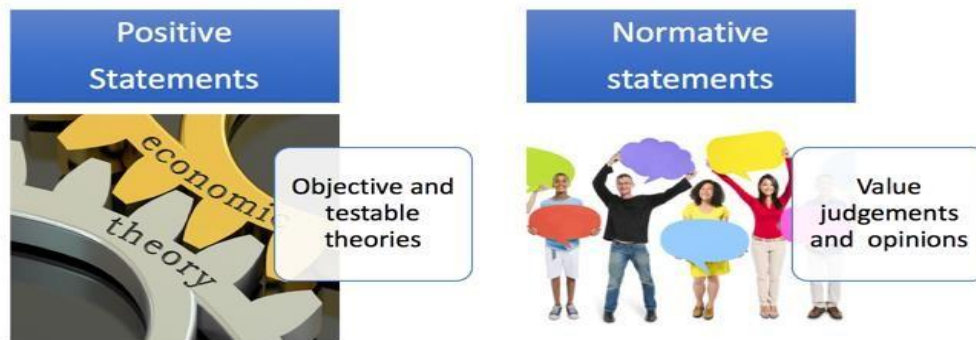 Positive
Statements
Normative
statements
economic
theory
Objective and
testable
theories
Value
judgements
and opinions